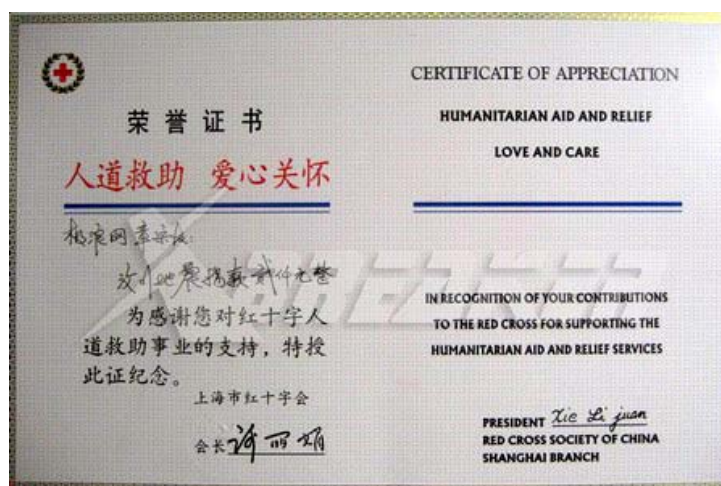 荣誉证书
人道救助 爱心关怀
汶川地震捐款贰仟元整
为感谢您对红十字人
道救助事业的支持，特授
此证纪念。
上海市红十字会
会长
CERTIFICATE OF APPRECIATION
HUMANITARIAN AID AND RELIEF
LOVE AND CARE
IN RECOGNITION OF YOUR CONTRIBUTIONS
TO THE RED CROSS FOR SUPPORTING THE
HUMANITARIAN AID AND RELIEF SERVICES
PRESIDENT Xie Li juan
RED CROSS SOCIETY OF CHINA
SHANGHAI BRANCH